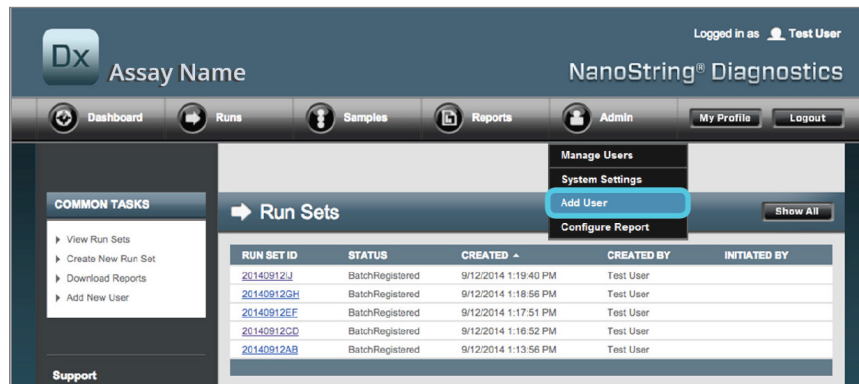 Logged in as Test User
Dx Assay Name
NanoString® Diagnostics
Dashboard Runs Samples Reports Admin My Profile Logout
Manage Users
System Settings
Add User
Configure Report
COMMON TASKS
View Run Sets
Create New Run Set
Download Reports
Add New User
Support
Run Sets Show All
RUN SET ID STATUS CREATED CREATED BY INITIATED BY
20140912IJ BatchRegistered 9/12/2014 1:19:40 PM Test User
20140912GH BatchRegistered 9/12/2014 1:18:56 PM Test User
20140912EF BatchRegistered 9/12/2014 1:17:51 PM Test User
20140912CD BatchRegistered 9/12/2014 1:16:52 PM Test User
20140912AB BatchRegistered 9/12/2014 1:13:56 PM Test User